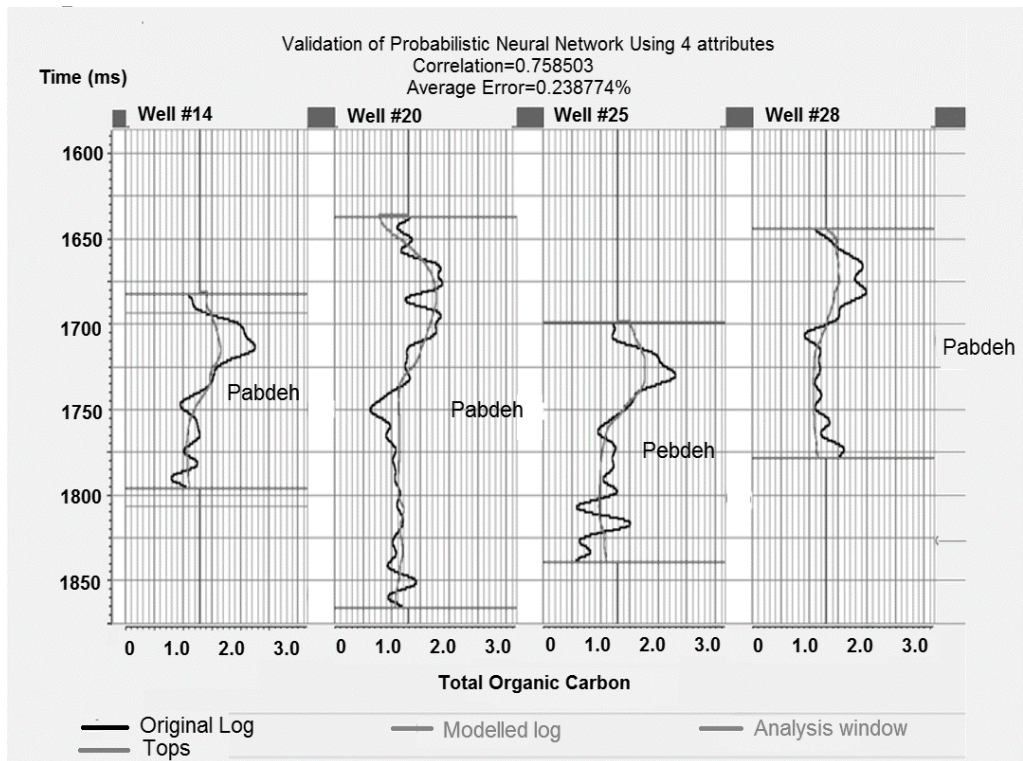 Validation of Probabilistic Neural Network Using 4 attributes
Correlation=0.758503
Average Error=0.238774%
Time (ms)
Well #14
Well #20
Well #25
Well #28
1600
1650
1700
1750
1800
1850
Pabdeh
Pabdeh
Pebdeh
Pabdeh
0 1.0 2.0 3.0
0 1.0 2.0 3.0
0 1.0 2.0 3.0
0 1.0 2.0 3.0
Total Organic Carbon
Original Log
Modelled log
Analysis window
Tops